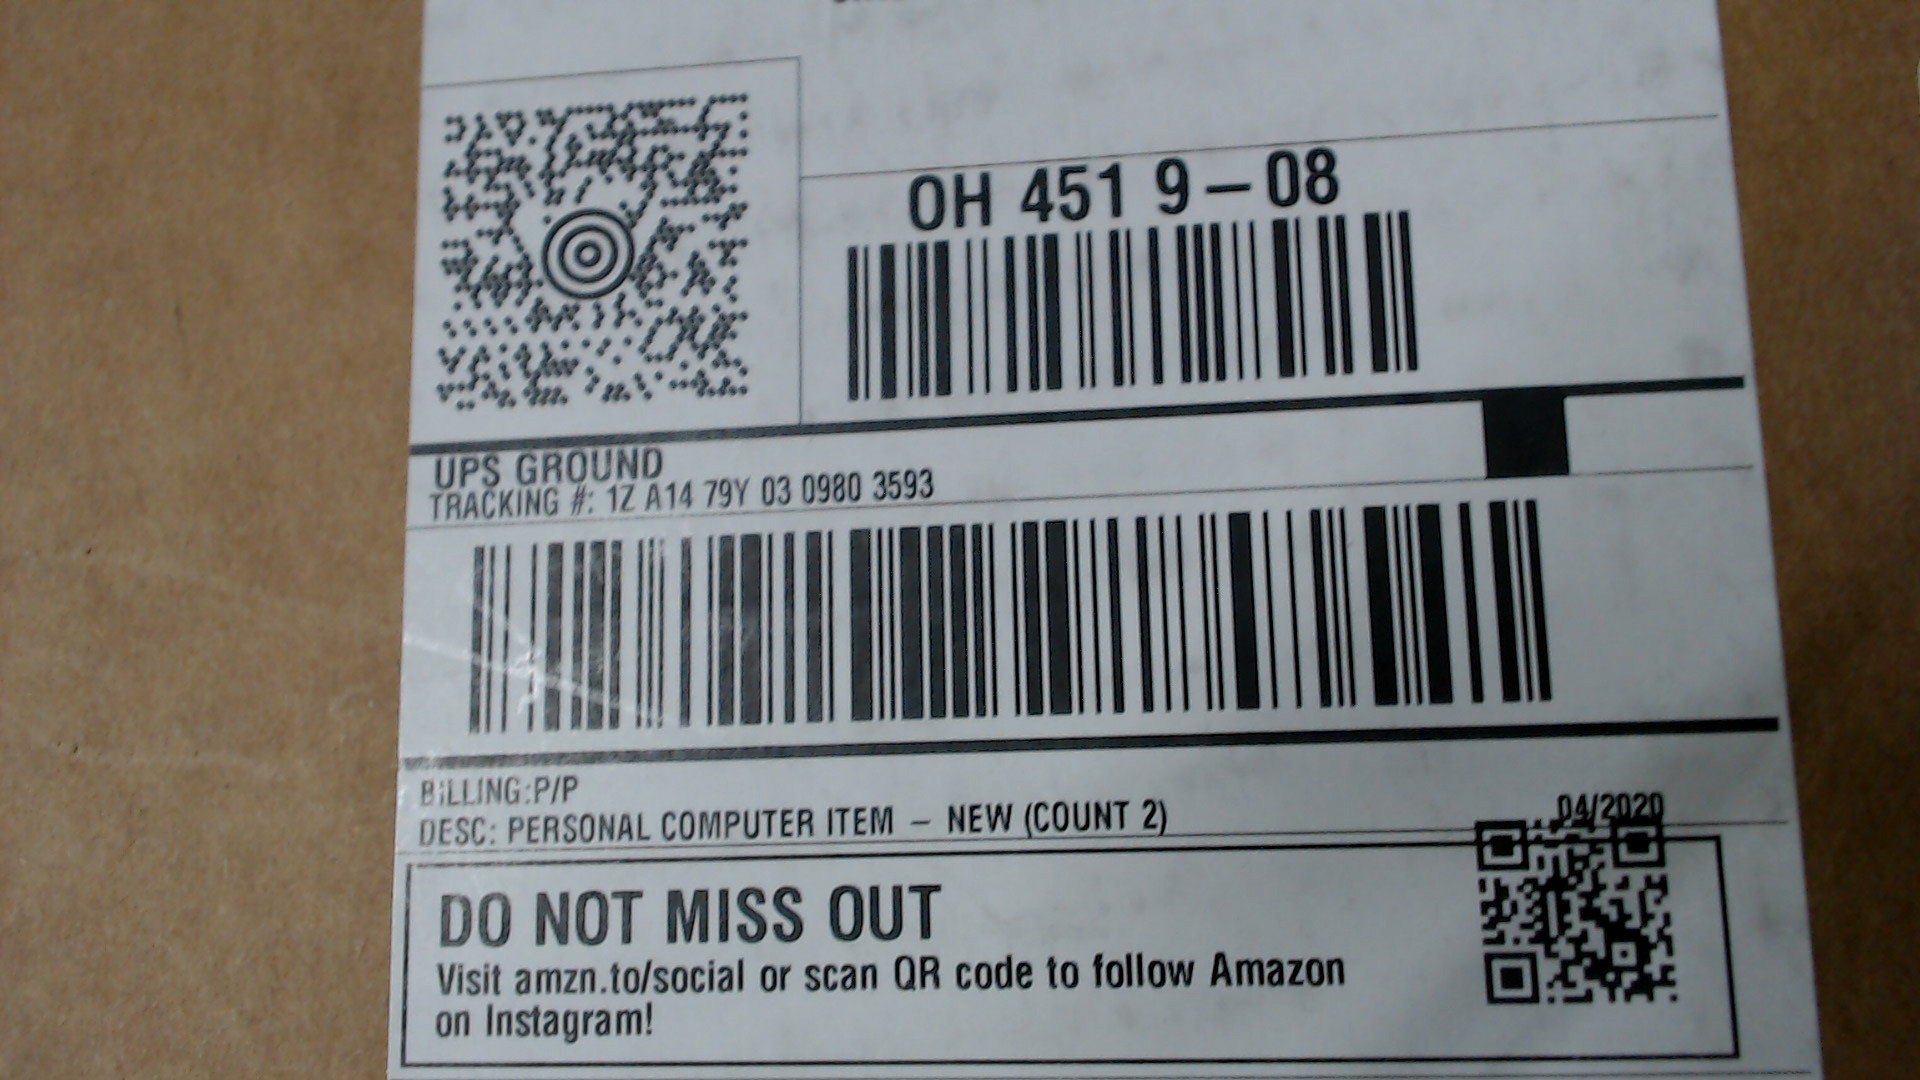 OH 451 9-08
UPS GROUND
TRACKING #: 1Z A14 79Y 03 0980 3593
BILLING:P/P
DESC: PERSONAL COMPUTER ITEM - NEW (COUNT 2)
04/2020
DO NOT MISS OUT
Visit amzn.to/social or scan QR code to follow Amazon
on Instagram!